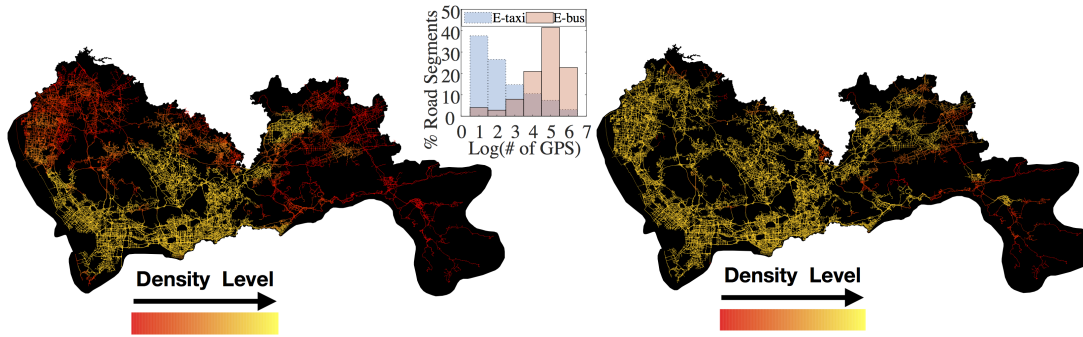 50
40
30
20
10
0
% Road Segments
E-taxi E-bus
0 1 2 3 4 5 6 7
Log(# of GPS)
Density Level
Density Level